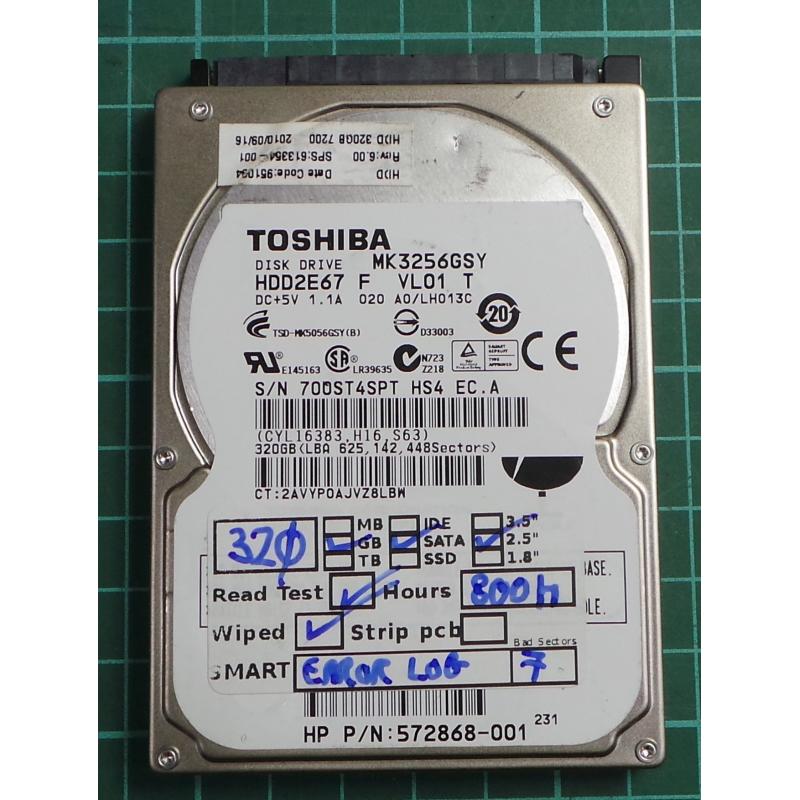 HDD 320GB 7200 2010/09/16
Rov:6.00 SPS:613354-001
HDD Date Code:951094
TOSHIBA
DISK DRIVE MK3256GSY
HDD2E67 F VL01 T
DC+5V 1.1A 020 A0/LH013C
20
TSD-MK5056GSY(B) D33003
E145163 LR39635 N723
Z218
CE
S/N 700ST4SPT HS4 EC.A
(CYL16383,H16,S63)
320GB(LBA 625,142,448Sectors)
CT:2AVYP0AJVZ8LBW
320 MB IDE 3.5"
GB SATA 2.5"
TB SSD 1.8"
Read Test Hours 800h
Wiped Strip pcb
Bad Sectors
SMART ERROR LOG 7
HP P/N:572868-001 231